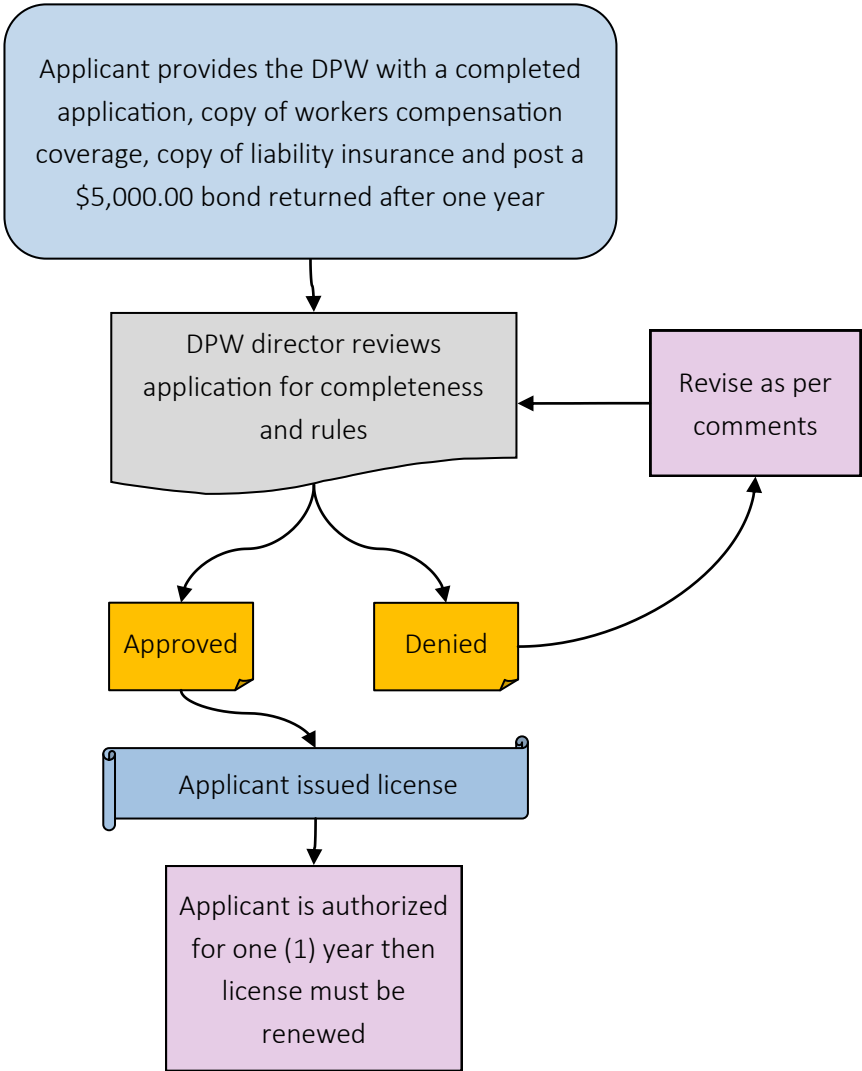 Applicant provides the DPW with a completed
application, copy of workers compensation
coverage, copy of liability insurance and post a
$5,000.00 bond returned after one year
DPW director reviews
application for completeness
and rules
Revise as per
comments
Approved
Denied
Applicant issued license
Applicant is authorized
for one (1) year then
license must be
renewed